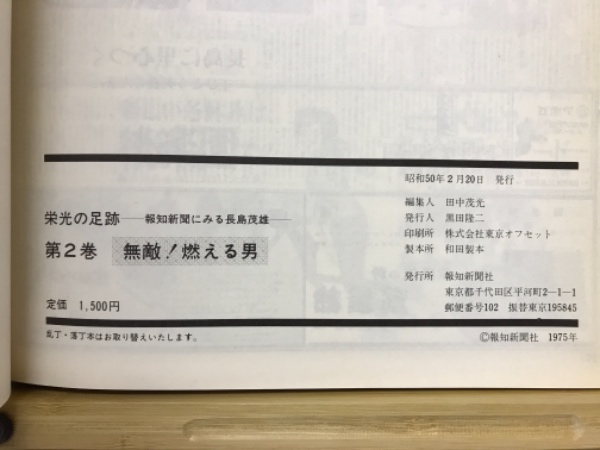 昭和50年2月20日 発行
栄光の足跡──報知新聞にみる長島茂雄──
第2巻 無敵!燃える男
定価 1,500円
編集人 田中茂光
発行人 黒田隆二
印刷所 株式会社東京オフセット
製本所 和田製本
発行所 報知新聞社
東京都千代田区平河町2―1―1
郵便番号102 振替東京195845
乱丁・落丁本はお取り替えいたします。
©報知新聞社 1975年